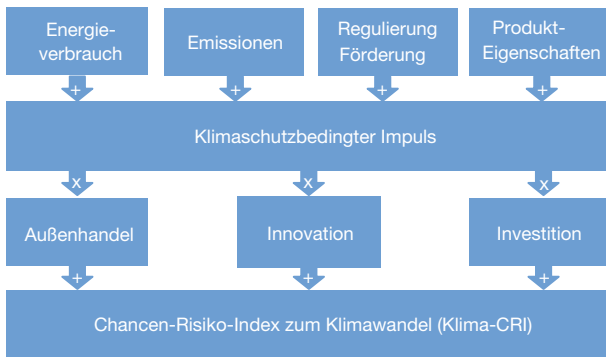 Energie-
verbrauch
Emissionen
Regulierung
Förderung
Produkt-
Eigenschaften
+ + + +
Klimaschutzbedingter Impuls
x x x
Außenhandel
Innovation
Investition
+ + +
Chancen-Risiko-Index zum Klimawandel (Klima-CRI)